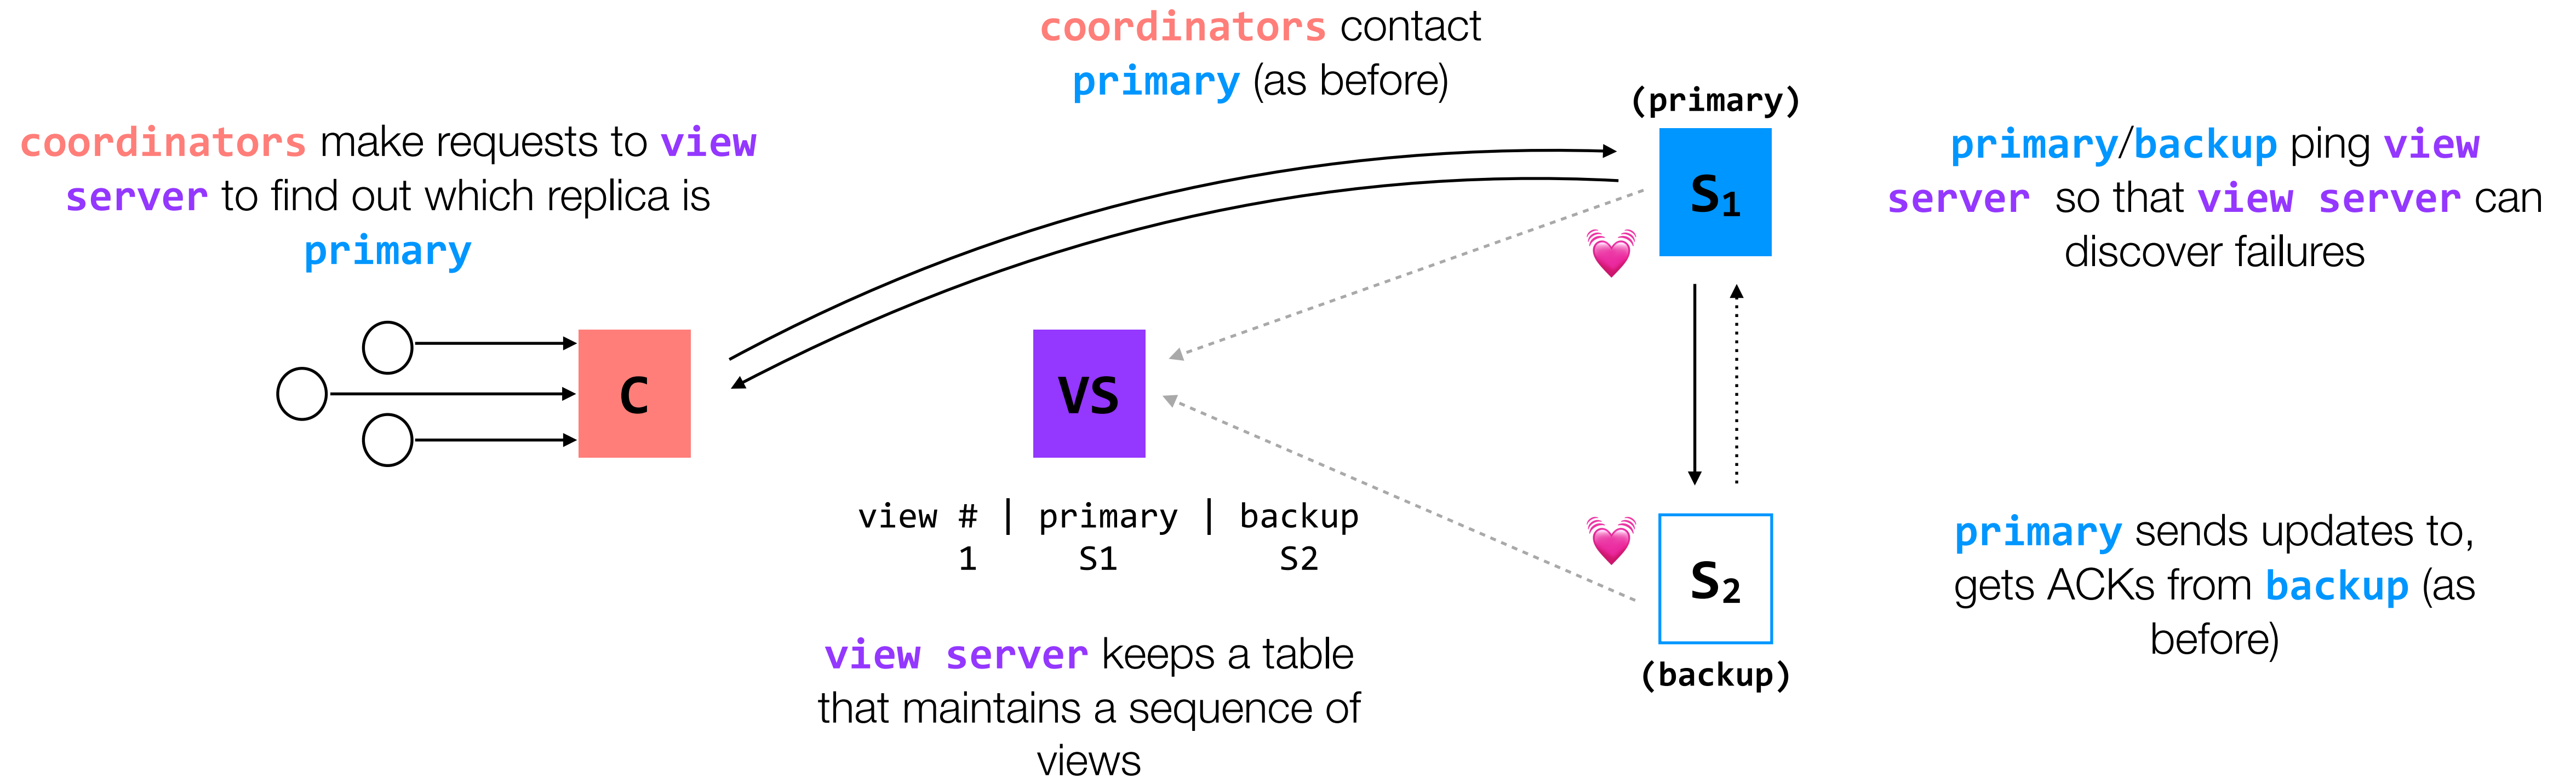 coordinators contact
primary (as before)
coordinators make requests to view
server to find out which replica is
primary
(primary)
S₁
primary/backup ping view
server so that view server can
discover failures
C
VS
view # | primary | backup
1 S1 S2
view server keeps a table
that maintains a sequence of
views
S₂
(backup)
primary sends updates to,
gets ACKs from backup (as
before)